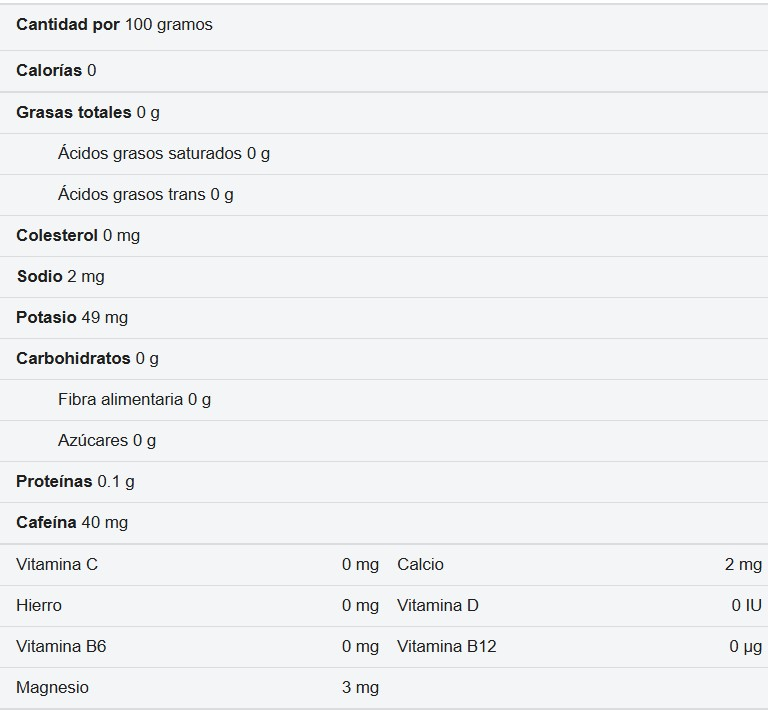 Cantidad por 100 gramos
Calorías 0
Grasas totales 0 g
Ácidos grasos saturados 0 g
Ácidos grasos trans 0 g
Colesterol 0 mg
Sodio 2 mg
Potasio 49 mg
Carbohidratos 0 g
Fibra alimentaria 0 g
Azúcares 0 g
Proteínas 0.1 g
Cafeína 40 mg
Vitamina C 0 mg Calcio 2 mg
Hierro 0 mg Vitamina D 0 IU
Vitamina B6 0 mg Vitamina B12 0 µg
Magnesio 3 mg